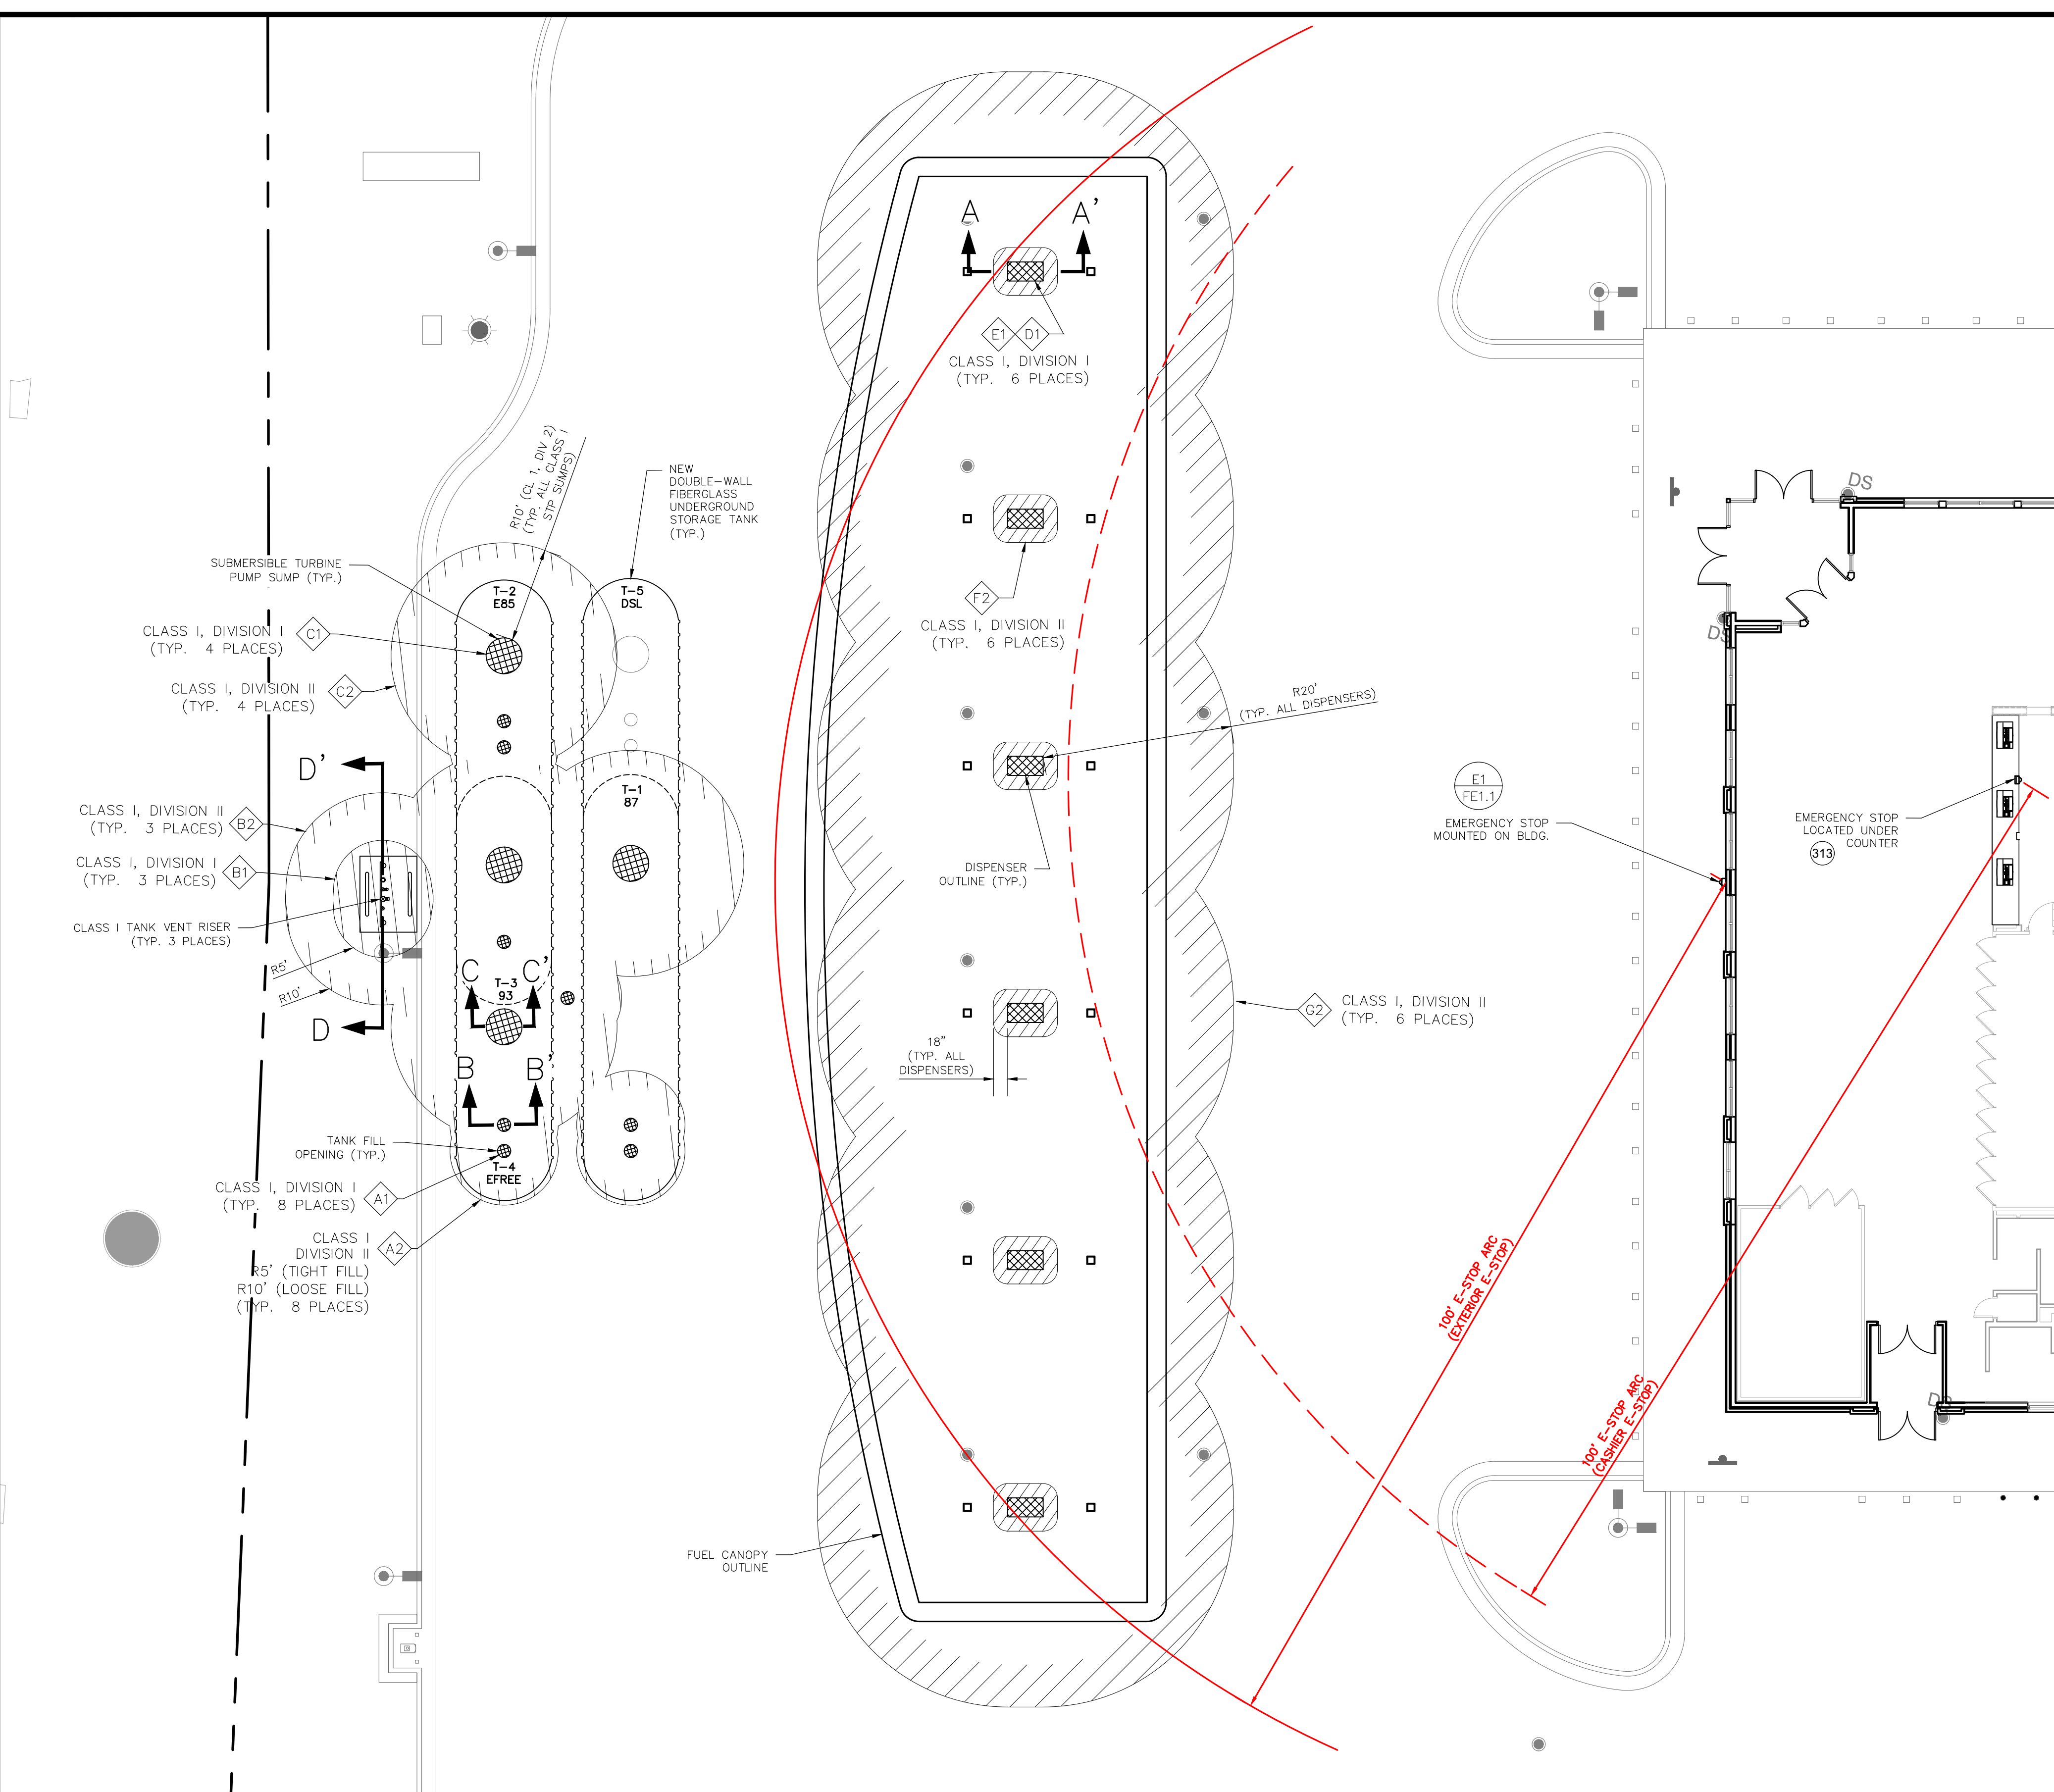 A
A'
E1
D1
CLASS I, DIVISION I
(TYP. 6 PLACES)
R10' (CL 1, DIV 2)
(TYP. ALL CLASS I
STP SUMPS)
NEW
DOUBLE-WALL
FIBERGLASS
UNDERGROUND
STORAGE TANK
(TYP.)
DS
SUBMERSIBLE TURBINE
PUMP SUMP (TYP.)
T-2
E85
T-5
DSL
F2
CLASS I, DIVISION II
(TYP. 6 PLACES)
CLASS I, DIVISION I
(TYP. 4 PLACES)
C1
DS
CLASS I, DIVISION II
(TYP. 4 PLACES)
C2
R20'
(TYP. ALL DISPENSERS)
D'
T-1
87
E1
FE1.1
EMERGENCY STOP
MOUNTED ON BLDG.
EMERGENCY STOP
LOCATED UNDER
COUNTER
313
CLASS I, DIVISION II
(TYP. 3 PLACES)
B2
CLASS I, DIVISION I
(TYP. 3 PLACES)
B1
DISPENSER
OUTLINE (TYP.)
CLASS I TANK VENT RISER
(TYP. 3 PLACES)
R5'
R10'
C
C'
T-3
93
D
G2
CLASS I, DIVISION II
(TYP. 6 PLACES)
18"
(TYP. ALL
DISPENSERS)
B
B'
TANK FILL
OPENING (TYP.)
T-4
EFREE
CLASS I, DIVISION I
(TYP. 8 PLACES)
A1
CLASS I
DIVISION II
R5' (TIGHT FILL)
R10' (LOOSE FILL)
(TYP. 8 PLACES)
A2
100' E-STOP ARC
(EXTERIOR E-STOP)
100' E-STOP ARC
(CASHIER E-STOP)
DS
FUEL CANOPY
OUTLINE